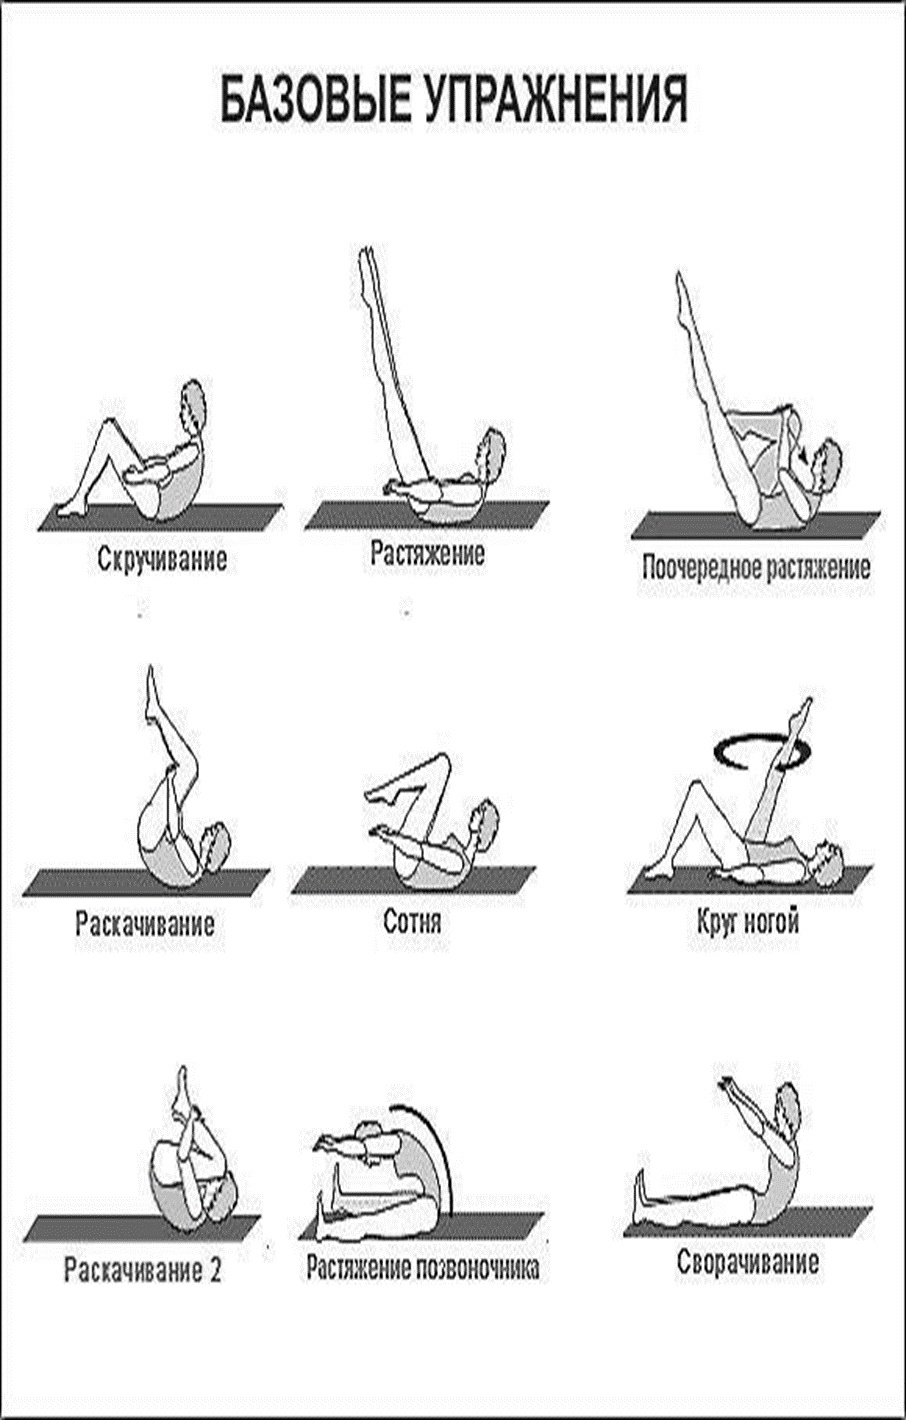 БАЗОВЫЕ УПРАЖНЕНИЯ
Скручивание
Растяжение
Поочередное растяжение
Раскачивание
Сотня
Круг ногой
Раскачивание 2
Растяжение позвоночника
Сворачивание